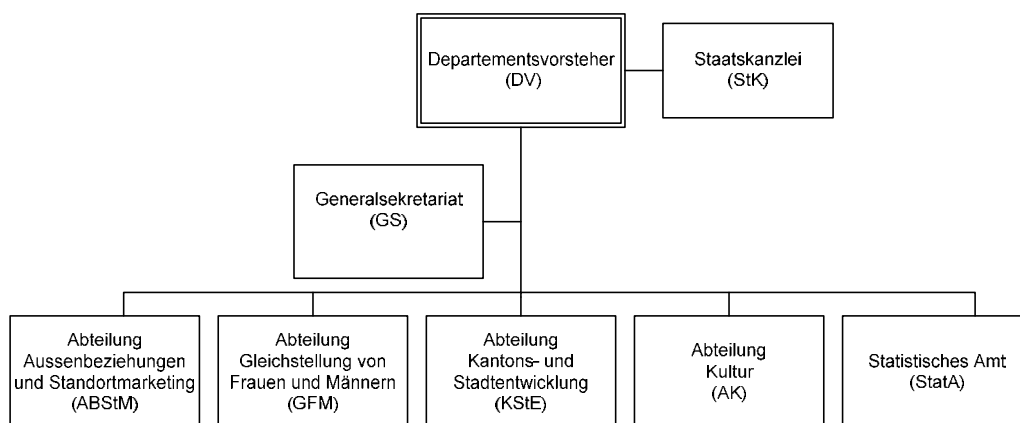 Departementsvorsteher
(DV)
Staatskanzlei
(StK)
Generalsekretariat
(GS)
Abteilung
Aussenbeziehungen
und Standortmarketing
(ABStM)
Abteilung
Gleichstellung von
Frauen und Männern
(GFM)
Abteilung
Kantons- und
Stadtentwicklung
(KStE)
Abteilung
Kultur
(AK)
Statistisches Amt
(StatA)